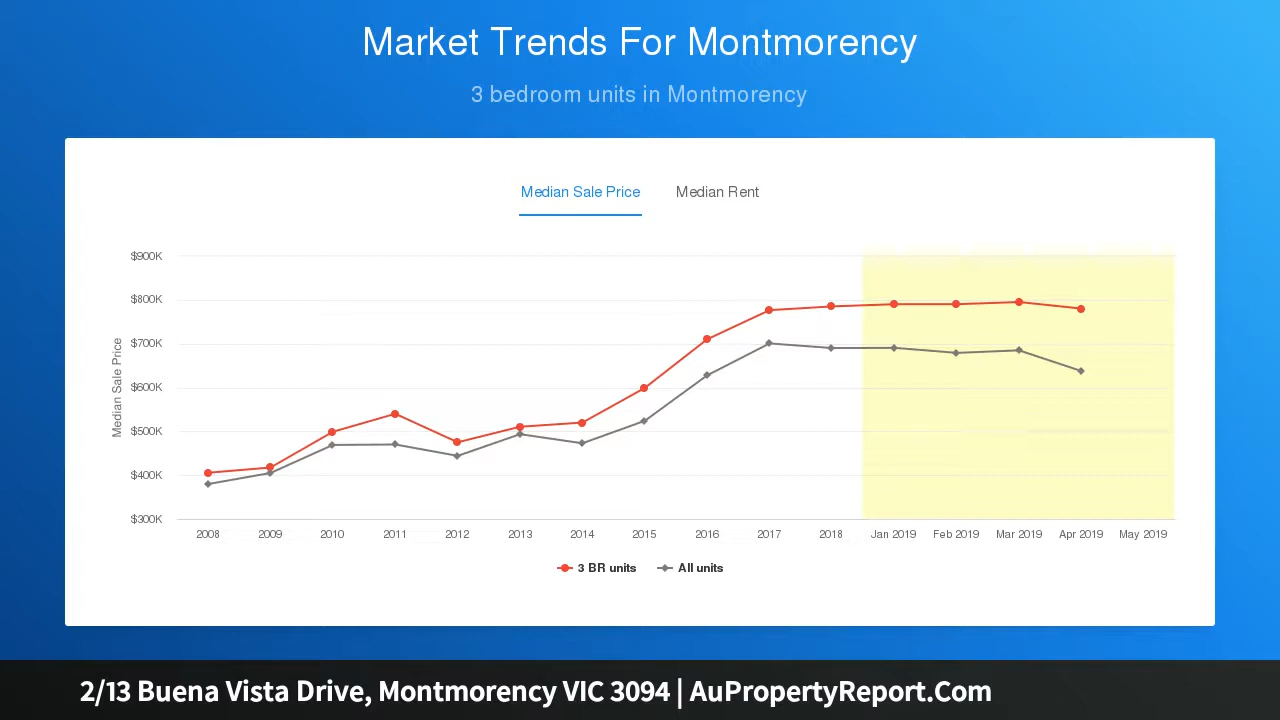 Market Trends For Montmorency
3 bedroom units in Montmorency
Median Sale Price Median Rent
Median Sale Price
$900K
$800K
$700K
$600K
$500K
$400K
$300K
2008 2009 2010 2011 2012 2013 2014 2015 2016 2017 2018 Jan 2019 Feb 2019 Mar 2019 Apr 2019 May 2019
3 BR units All units
2/13 Buena Vista Drive, Montmorency VIC 3094 | AuPropertyReport.Com